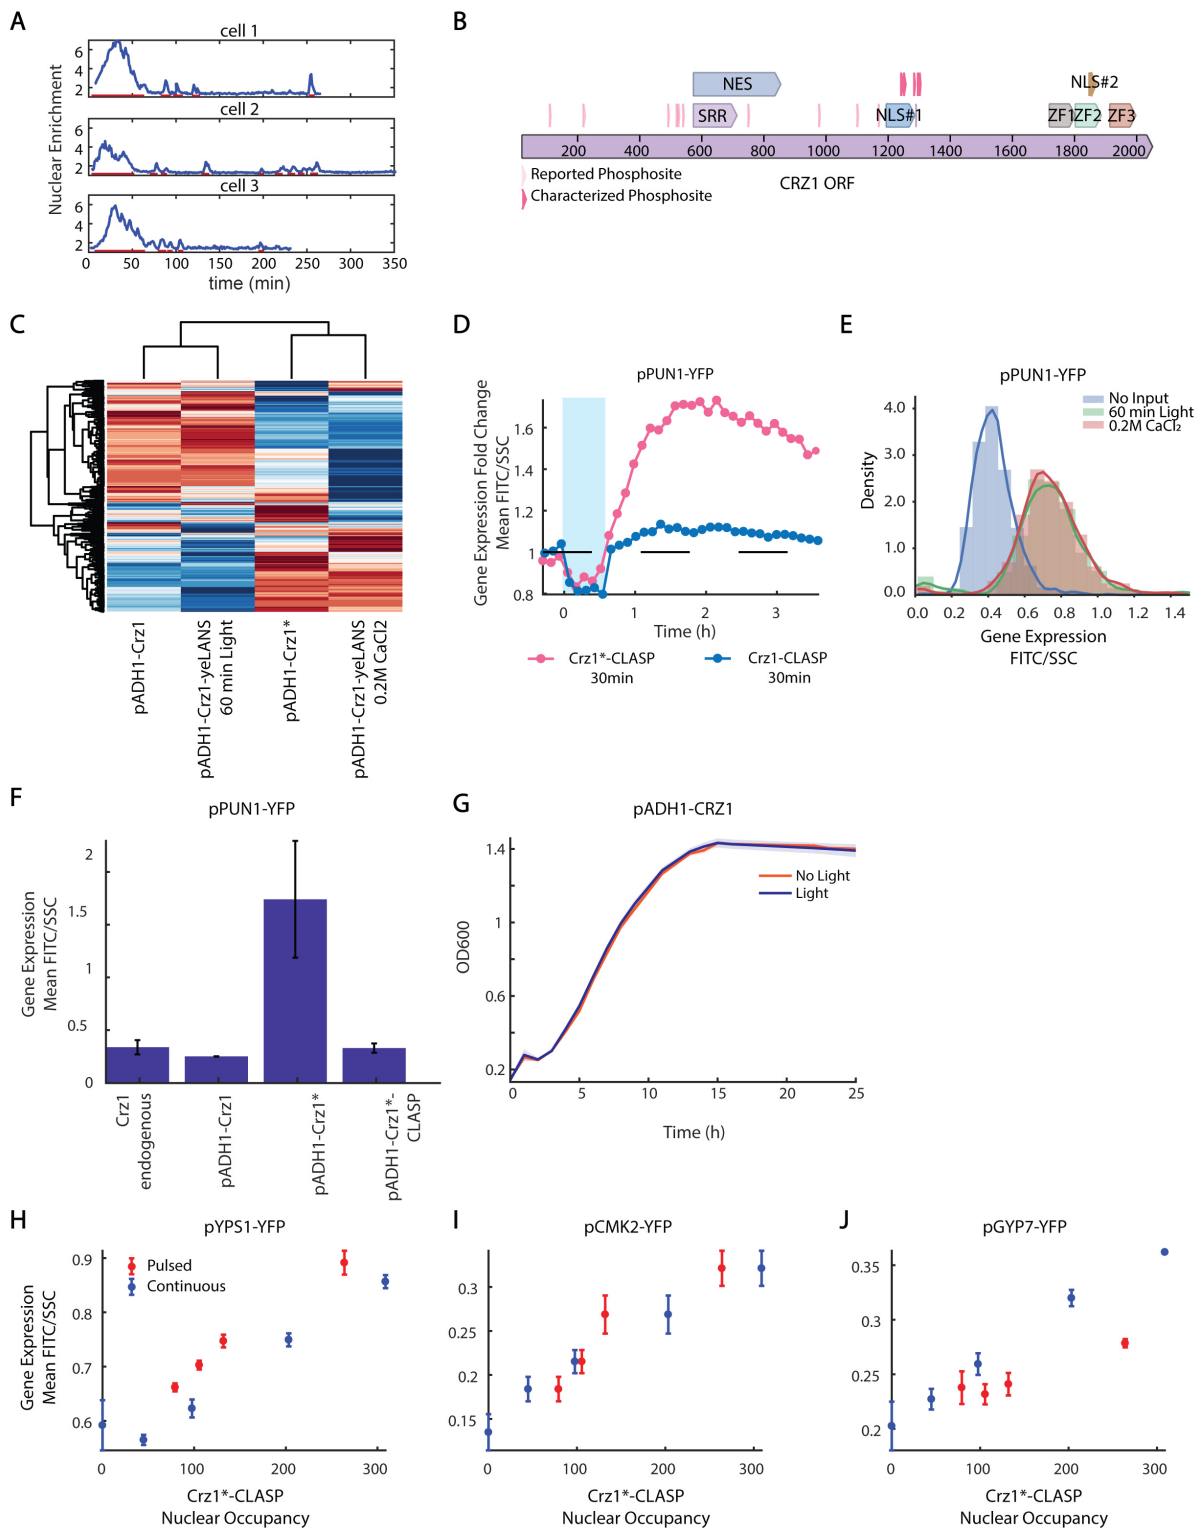 A
cell 1
6
4
2
cell 2
6
4
2
cell 3
6
4
2
Nuclear Enrichment
0 50 100 150 200 250 300 350
time (min)
B
NES
NLS#2
SRR
NLS#1
ZF1 ZF2 ZF3
200 400 600 800 1000 1200 1400 1600 1800 2000
Reported Phosphosite
Characterized Phosphosite
CRZ1 ORF
C
pADH1-Crz1
pADH1-Crz1-yeLANS
60 min Light
pADH1-Crz1*
pADH1-Crz1-yeLANS
0.2M CaCl2
D
pPUN1-YFP
Gene Expression Fold Change
Mean FITC/SSC
1.6
1.4
1.2
1
0.8
0 1 2 3
Time (h)
Crz1*-CLASP
30min
Crz1-CLASP
30min
E
pPUN1-YFP
No Input
60 min Light
0.2M CaCl₂
Density
4.0
3.0
2.0
1.0
0.0
0.0 0.2 0.4 0.6 0.8 1.0 1.2 1.4
Gene Expression
FITC/SSC
F
pPUN1-YFP
Gene Expression
Mean FITC/SSC
2
1.5
1
0.5
0
Crz1
endogenous
pADH1-Crz1
pADH1-Crz1*
pADH1-Crz1*-
CLASP
G
pADH1-CRZ1
OD600
1.4
1
0.6
0.2
No Light
Light
0 5 10 15 20 25
Time (h)
H
pYPS1-YFP
Pulsed
Continuous
Gene Expression
Mean FITC/SSC
0.9
0.8
0.7
0.6
0 100 200 300
Crz1*-CLASP
Nuclear Occupancy
I
pCMK2-YFP
0.3
0.25
0.2
0.15
0 100 200 300
Crz1*-CLASP
Nuclear Occupancy
J
pGYP7-YFP
0.35
0.3
0.25
0.2
0 100 200 300
Crz1*-CLASP
Nuclear Occupancy